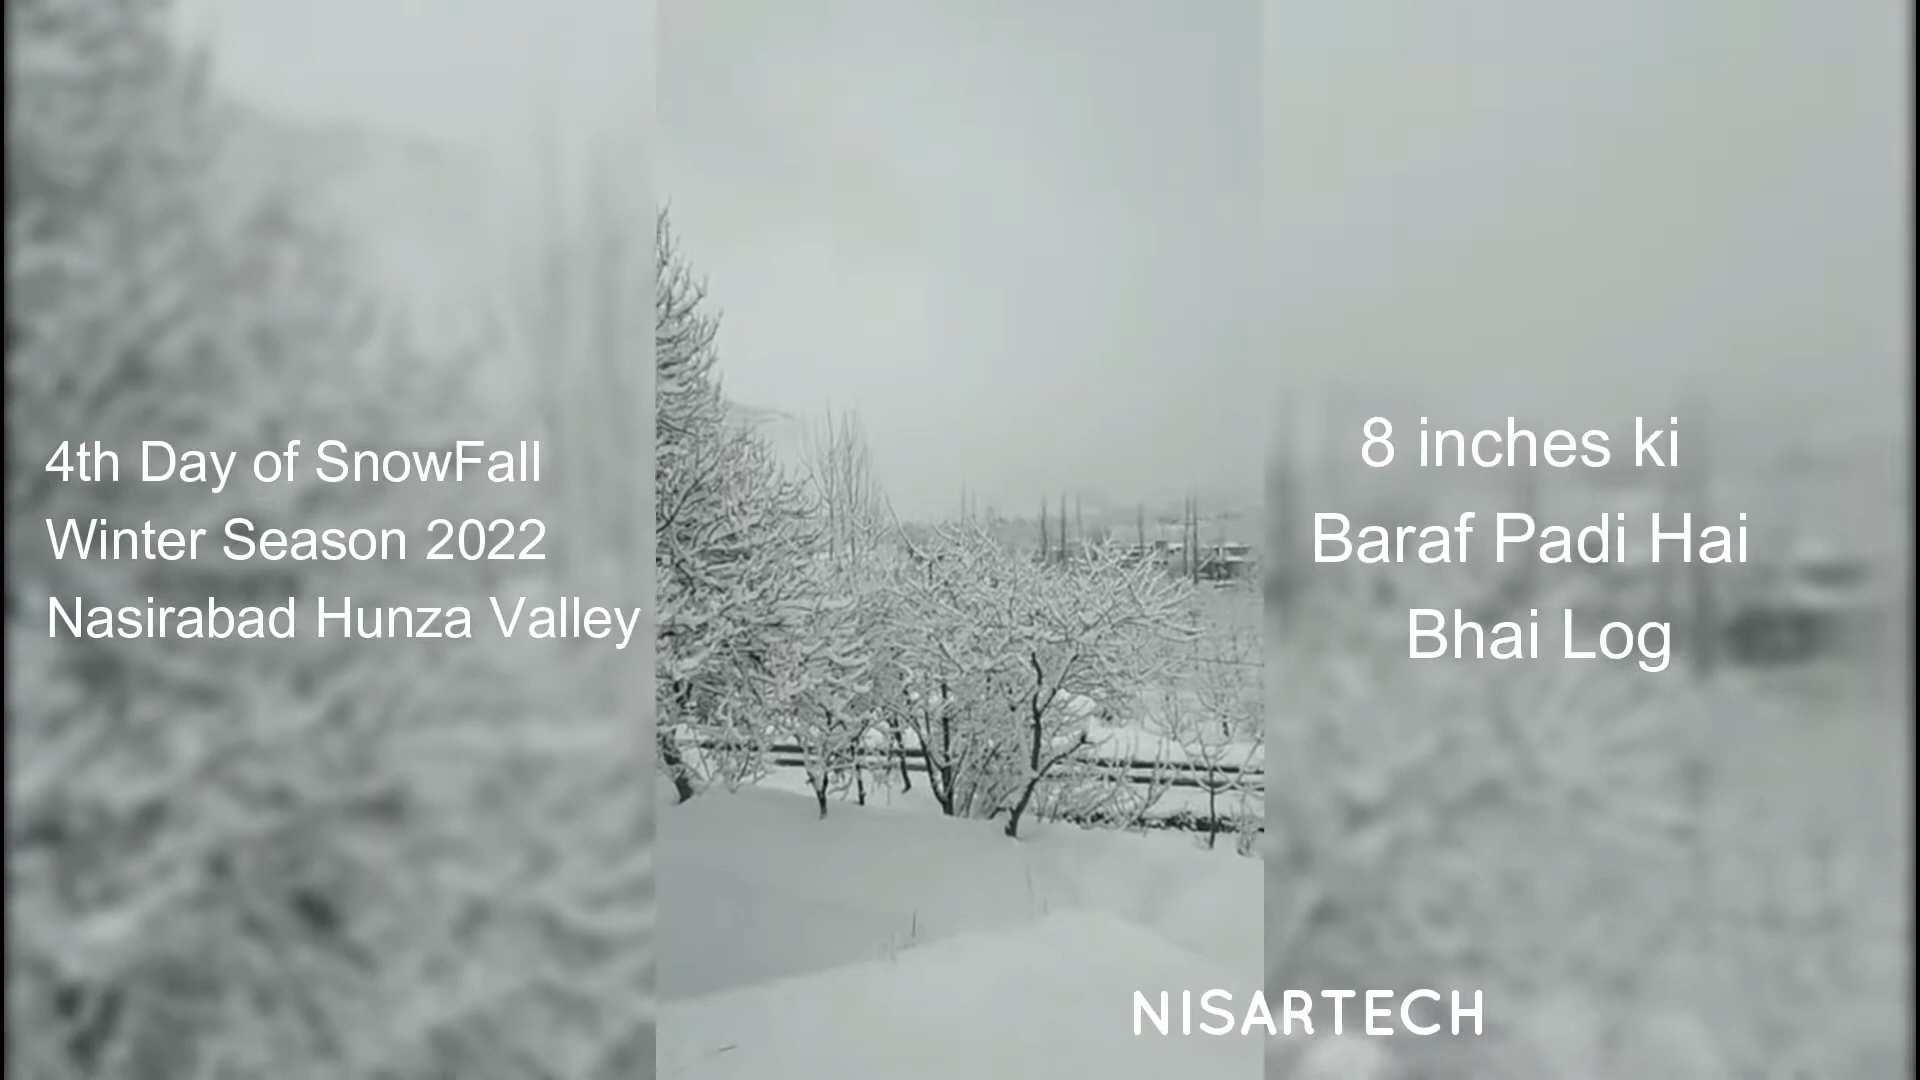 4th Day of SnowFall
Winter Season 2022
Nasirabad Hunza Valley
8 inches ki
Baraf Padi Hai
Bhai Log
NISARTECH